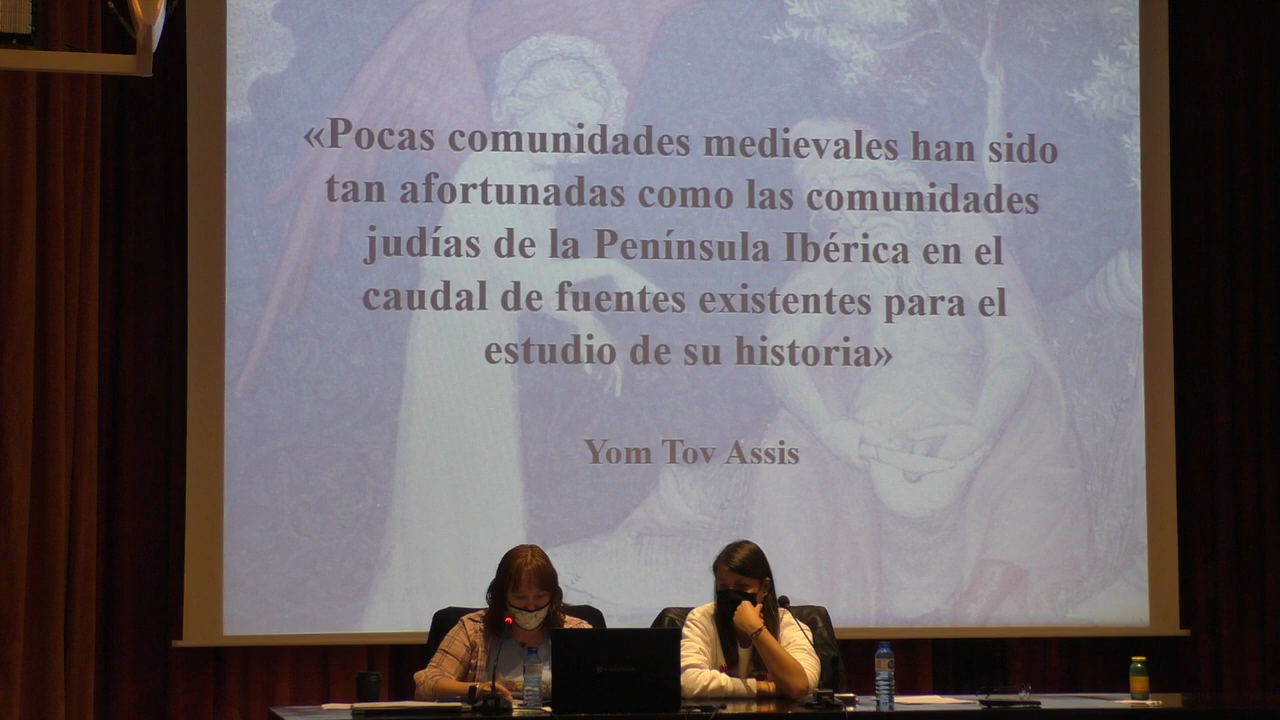 «Pocas comunidades medievales han sido
tan afortunadas como las comunidades
judías de la Península Ibérica en el
caudal de fuentes existentes para el
estudio de su historia»
Yom Tov Assis